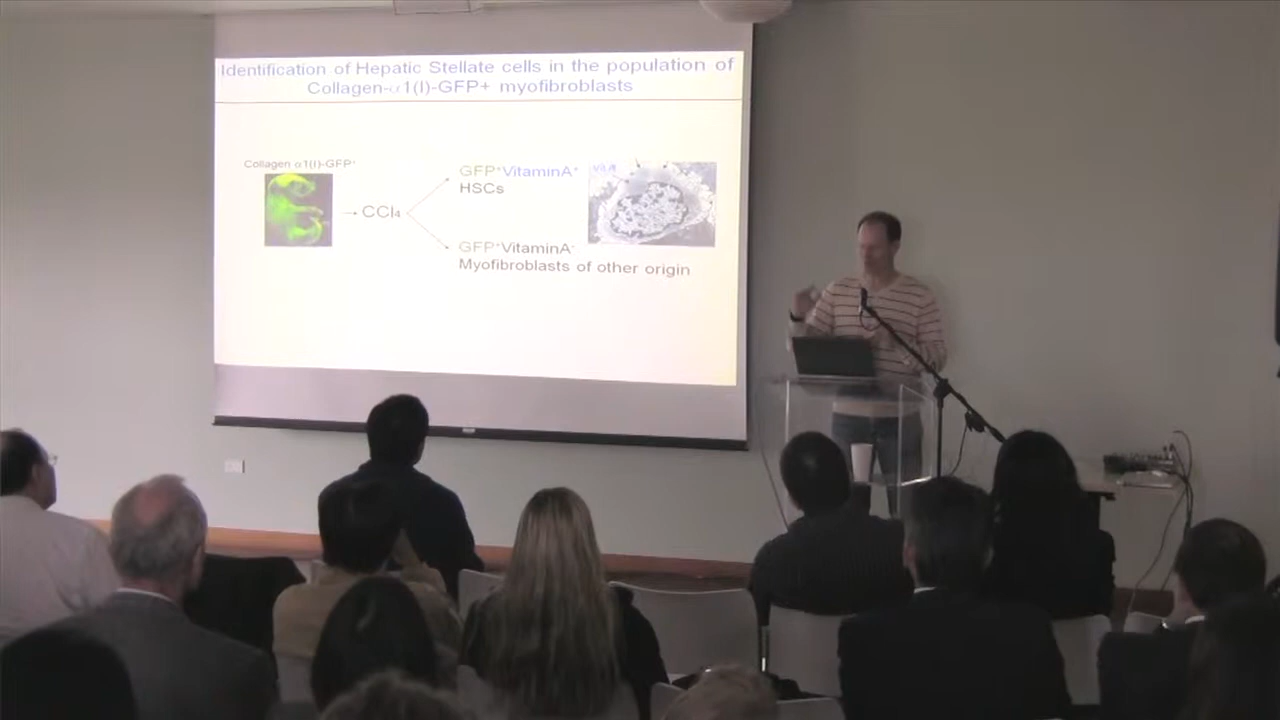 Identification of Hepatic Stellate cells in the population of
Collagen-α1(I)-GFP+ myofibroblasts
Collagen α1(I)-GFP⁺
CCl₄
GFP⁺VitaminA⁺
HSCs
GFP⁺VitaminA⁻
Myofibroblasts of other origin